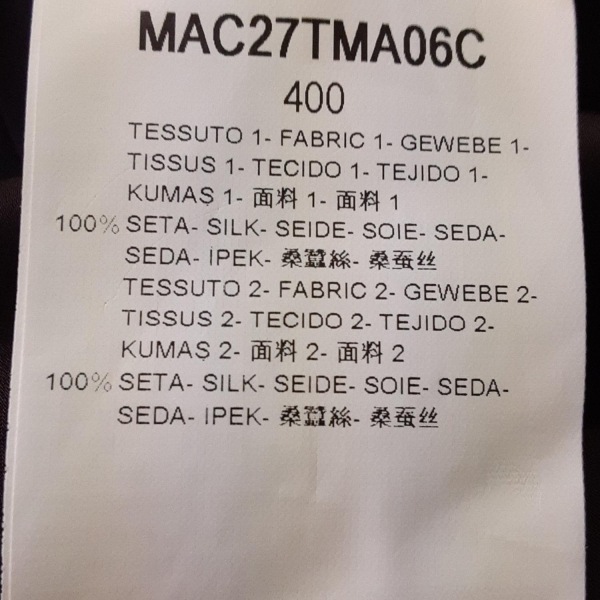 MAC27TMA06C
400
TESSUTO 1- FABRIC 1- GEWEBE 1-
TISSUS 1- TECIDO 1- TEJIDO 1-
KUMAŞ 1- 面料 1- 面料 1
100% SETA- SILK- SEIDE- SOIE- SEDA-
SEDA- İPEK- 桑蠶絲- 桑蚕丝
TESSUTO 2- FABRIC 2- GEWEBE 2-
TISSUS 2- TECIDO 2- TEJIDO 2-
KUMAŞ 2- 面料 2- 面料 2
100% SETA- SILK- SEIDE- SOIE- SEDA-
SEDA- İPEK- 桑蠶絲- 桑蚕丝